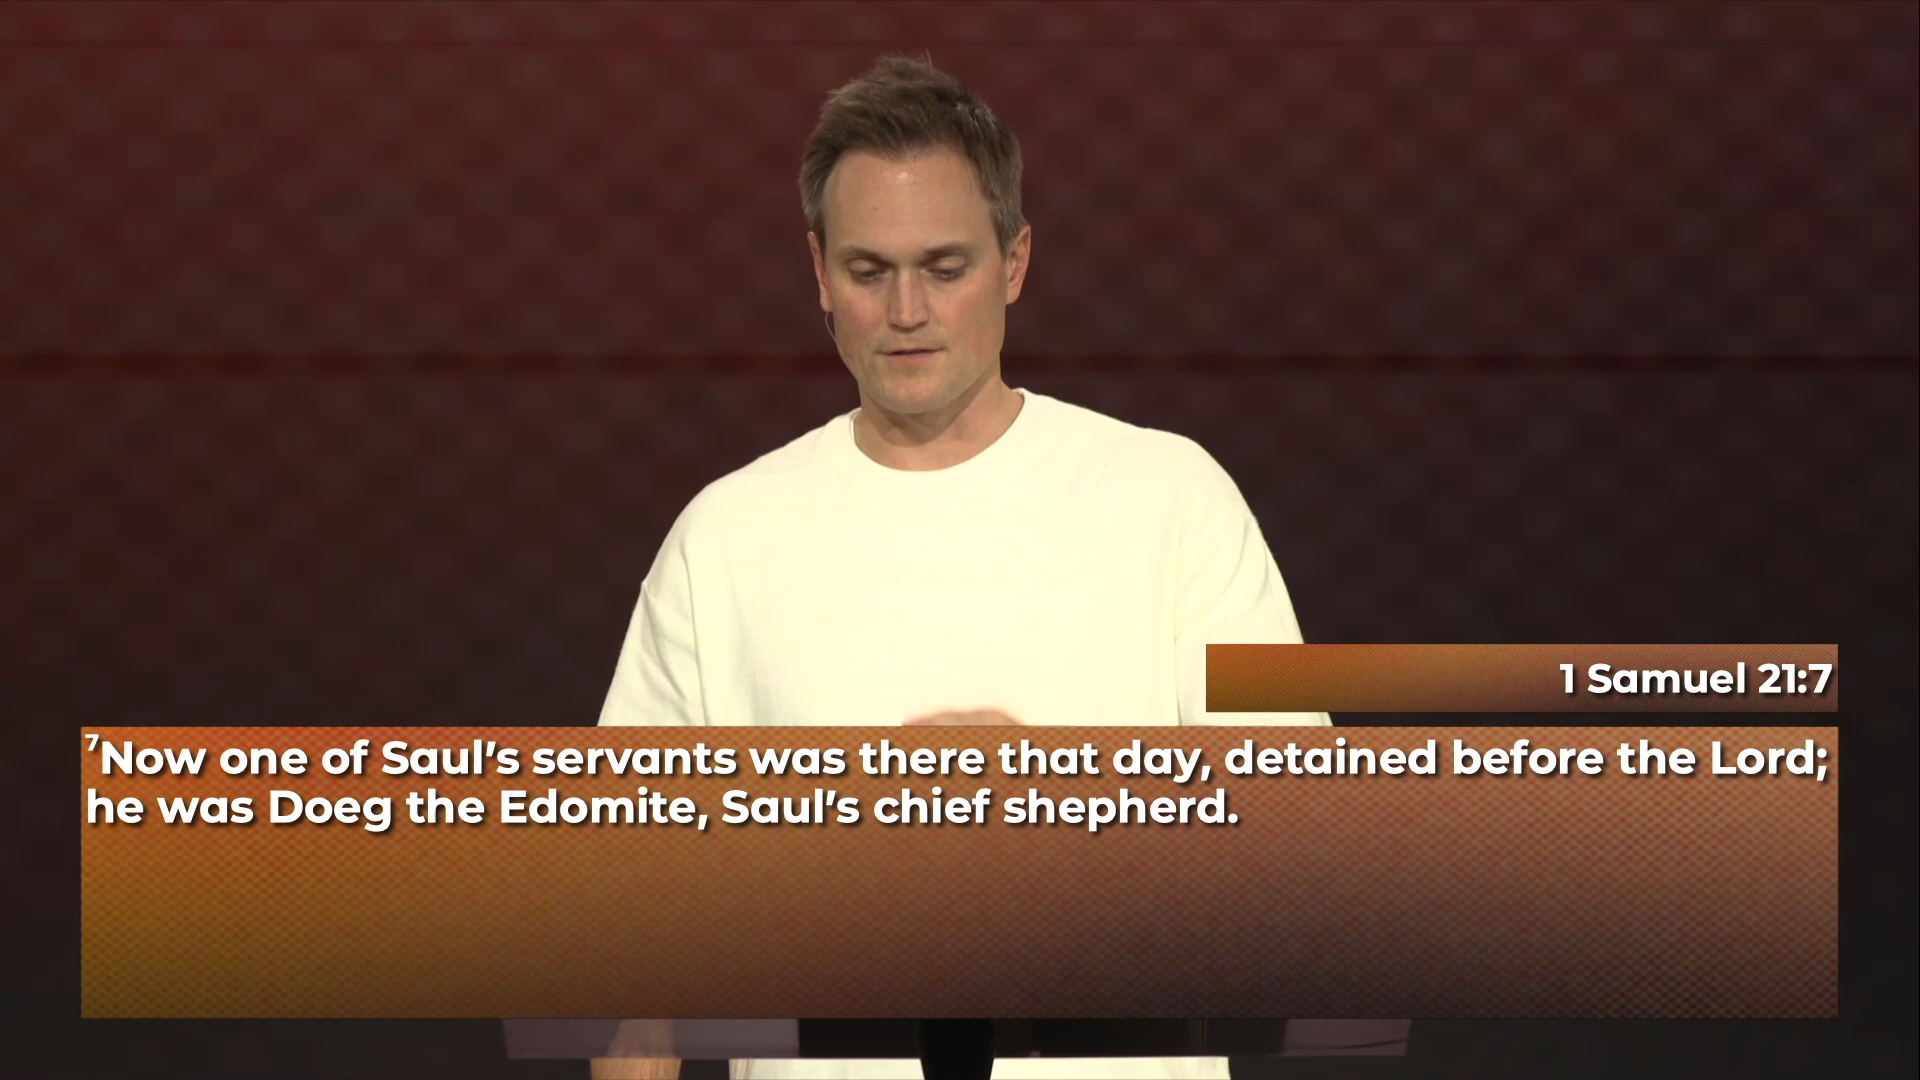 1 Samuel 21:7
⁷Now one of Saul’s servants was there that day, detained before the Lord;
he was Doeg the Edomite, Saul’s chief shepherd.